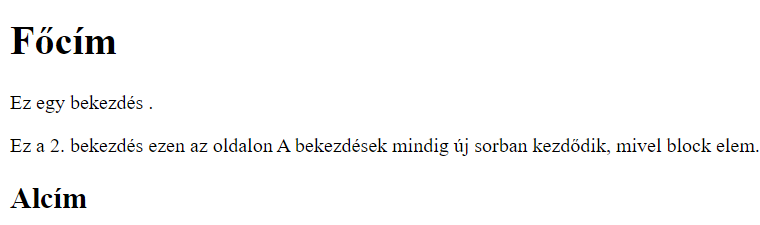 Főcím
Ez egy bekezdés .
Ez a 2. bekezdés ezen az oldalon A bekezdések mindig új sorban kezdődik, mivel block elem.
Alcím